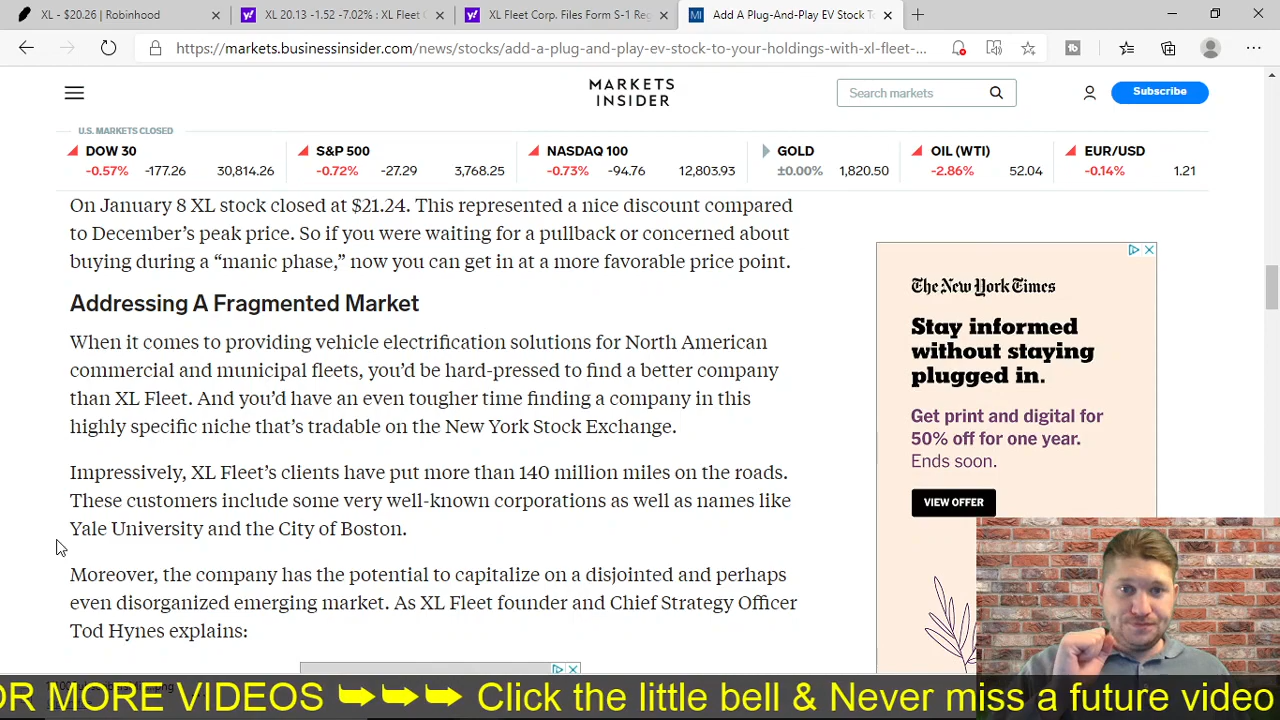 XL - $20.26 | Robinhood
XL 20.13 -1.52 -7.02% : XL Fleet C
XL Fleet Corp. Files Form S-1 Reg
MI Add A Plug-And-Play EV Stock To
https://markets.businessinsider.com/news/stocks/add-a-plug-and-play-ev-stock-to-your-holdings-with-xl-fleet-...
MARKETS
INSIDER
Search markets
Subscribe
U.S. MARKETS CLOSED
DOW 30
-0.57% -177.26 30,814.26
S&P 500
-0.72% -27.29 3,768.25
NASDAQ 100
-0.73% -94.76 12,803.93
GOLD
±0.00% 1,820.50
OIL (WTI)
-2.86% 52.04
EUR/USD
-0.14% 1.21
On January 8 XL stock closed at $21.24. This represented a nice discount compared
to December’s peak price. So if you were waiting for a pullback or concerned about
buying during a “manic phase,” now you can get in at a more favorable price point.
Addressing A Fragmented Market
When it comes to providing vehicle electrification solutions for North American
commercial and municipal fleets, you’d be hard-pressed to find a better company
than XL Fleet. And you’d have an even tougher time finding a company in this
highly specific niche that’s tradable on the New York Stock Exchange.
Impressively, XL Fleet’s clients have put more than 140 million miles on the roads.
These customers include some very well-known corporations as well as names like
Yale University and the City of Boston.
Moreover, the company has the potential to capitalize on a disjointed and perhaps
even disorganized emerging market. As XL Fleet founder and Chief Strategy Officer
Tod Hynes explains:
The New York Times
Stay informed
without staying
plugged in.
Get print and digital for
50% off for one year.
Ends soon.
VIEW OFFER
OR MORE VIDEOS ➥➥➥ Click the little bell & Never miss a future video